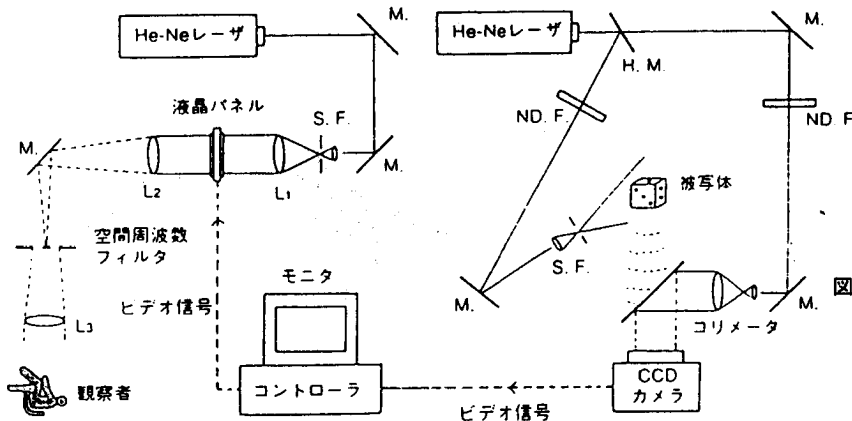 He-Neレーザ
M.
液晶パネル
S. F.
M.
M.
L2
L1
空間周波数
フィルタ
L3
観察者
モニタ
ビデオ信号
コントローラ
He-Neレーザ
M.
H. M.
ND. F.
ND. F.
被写体
S. F.
M.
M.
コリメータ
図
CCD
カメラ
ビデオ信号